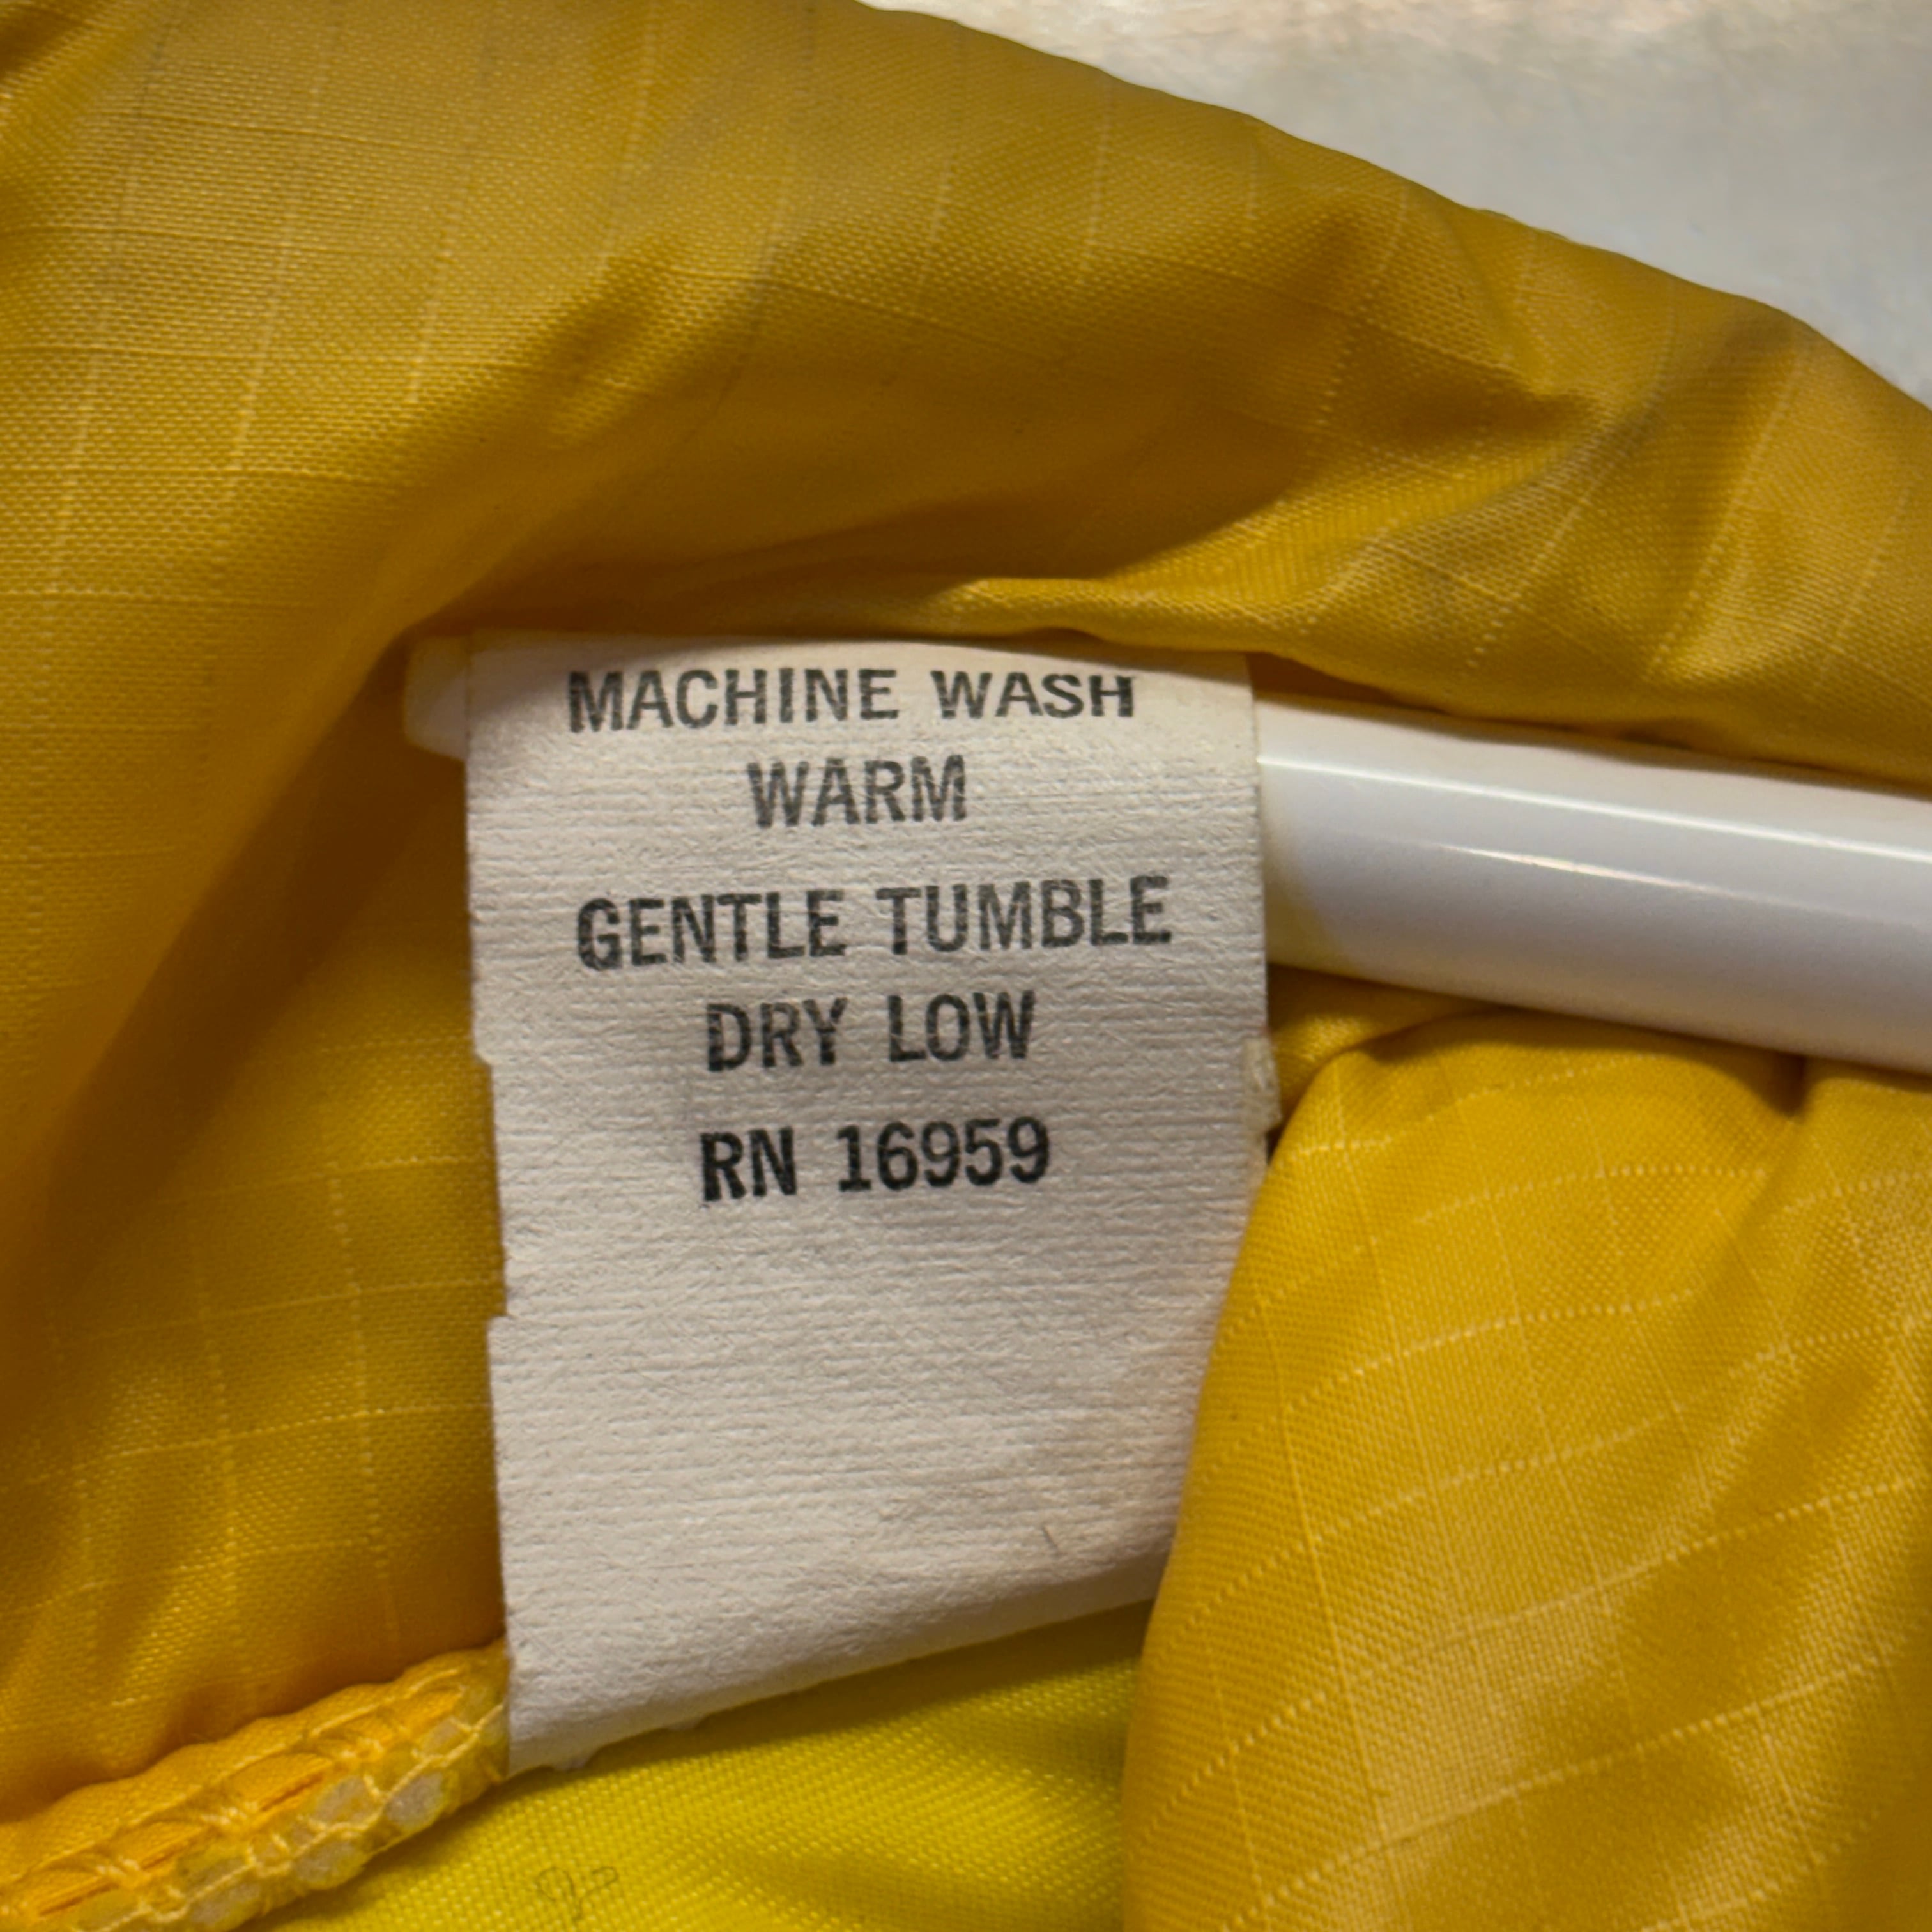 MACHINE WASH
WARM
GENTLE TUMBLE
DRY LOW
RN 16959